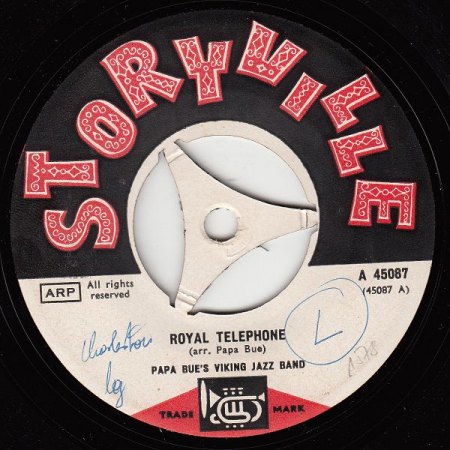 STORYVILLE
A 45087
(45087 A)
ARP
All rights
reserved
ROYAL TELEPHONE
(arr. Papa Bue)
PAPA BUE'S VIKING JAZZ BAND
L
TRADE MARK